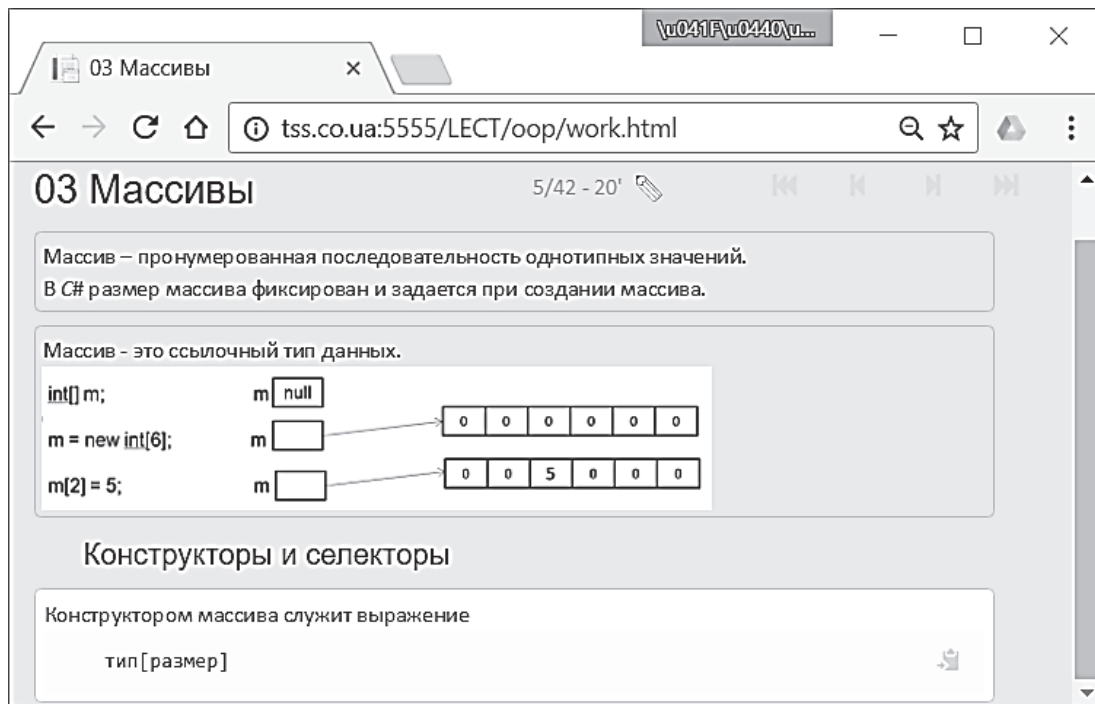 \u041F\u0440\u...
03 Массивы
tss.co.ua:5555/LECT/oop/work.html
03 Массивы
5/42 - 20'
Массив – пронумерованная последовательность однотипных значений.
В C# размер массива фиксирован и задается при создании массива.
Массив - это ссылочный тип данных.
int[] m;
m null
m = new int[6];
m
0 0 0 0 0 0
m[2] = 5;
m
0 0 5 0 0 0
Конструкторы и селекторы
Конструктором массива служит выражение
тип[размер]